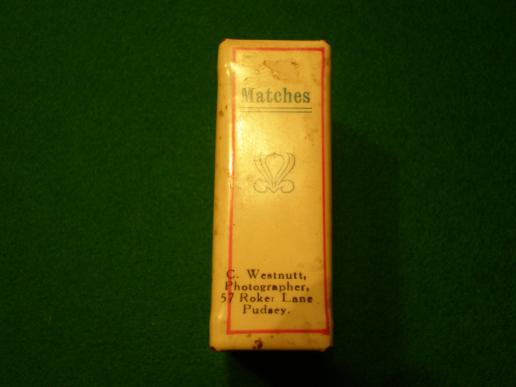 Matches
C. Westnutt,
Photographer,
57 Roker Lane
Pudsey.